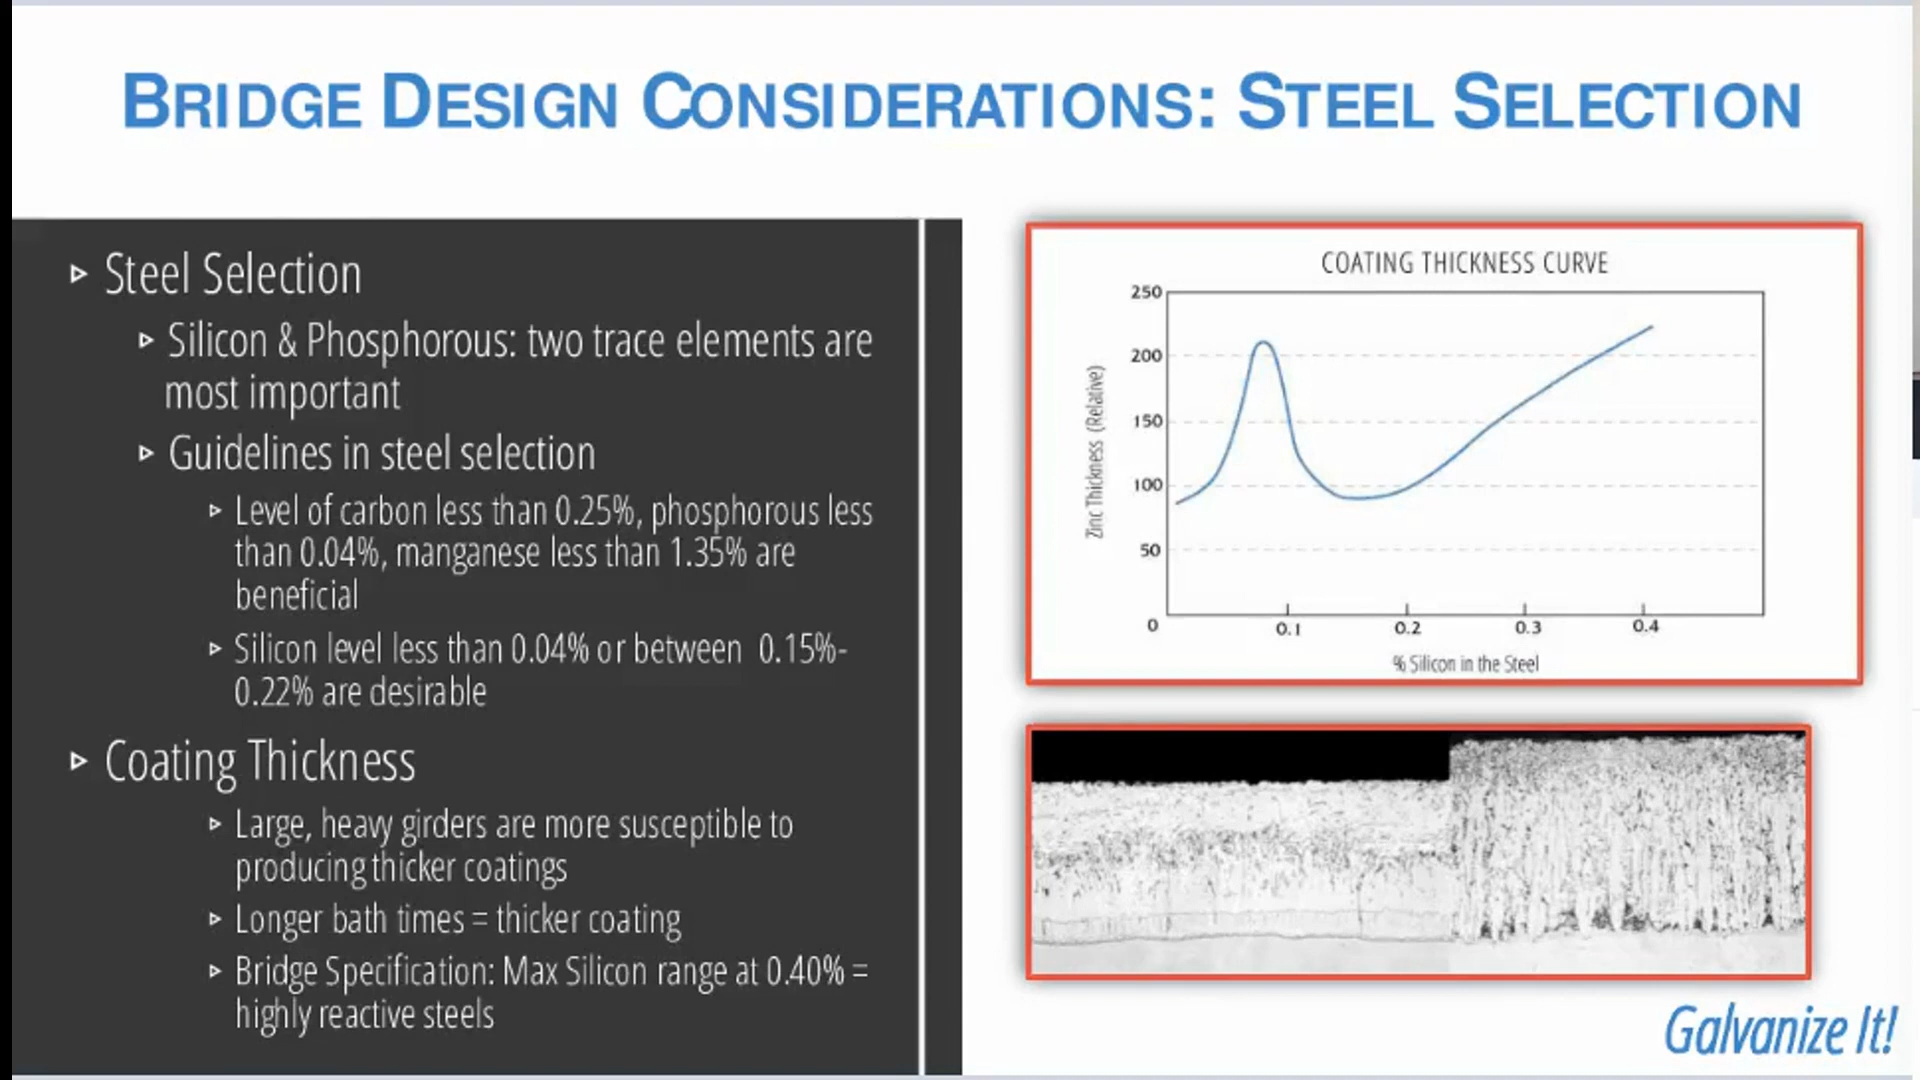 BRIDGE DESIGN CONSIDERATIONS: STEEL SELECTION
Steel Selection
Silicon & Phosphorous: two trace elements are
most important
Guidelines in steel selection
Level of carbon less than 0.25%, phosphorous less
than 0.04%, manganese less than 1.35% are
beneficial
Silicon level less than 0.04% or between 0.15%-
0.22% are desirable
Coating Thickness
Large, heavy girders are more susceptible to
producing thicker coatings
Longer bath times = thicker coating
Bridge Specification: Max Silicon range at 0.40% =
highly reactive steels
COATING THICKNESS CURVE
Zinc Thickness (Relative)
250
200
150
100
50
0
0.1
0.2
0.3
0.4
% Silicon in the Steel
Galvanize It!